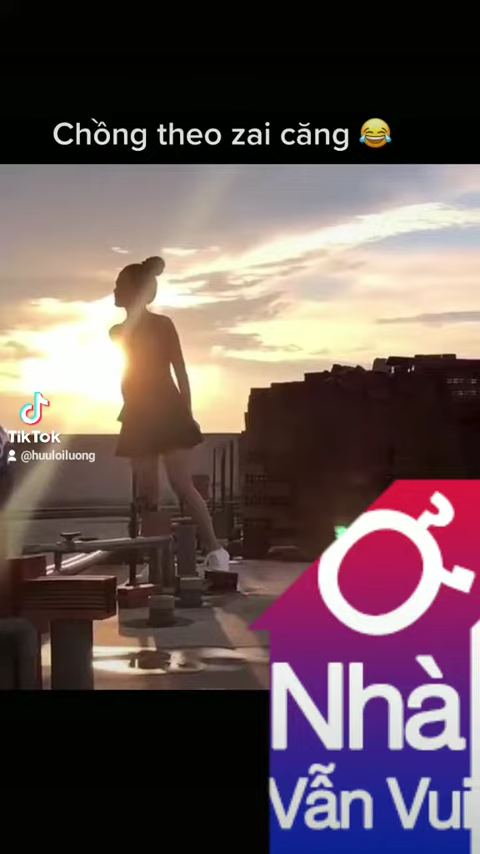 Chồng theo zai căng 😂
TikTok
@huuloiluong
Ở
Nhà
Vẫn Vui